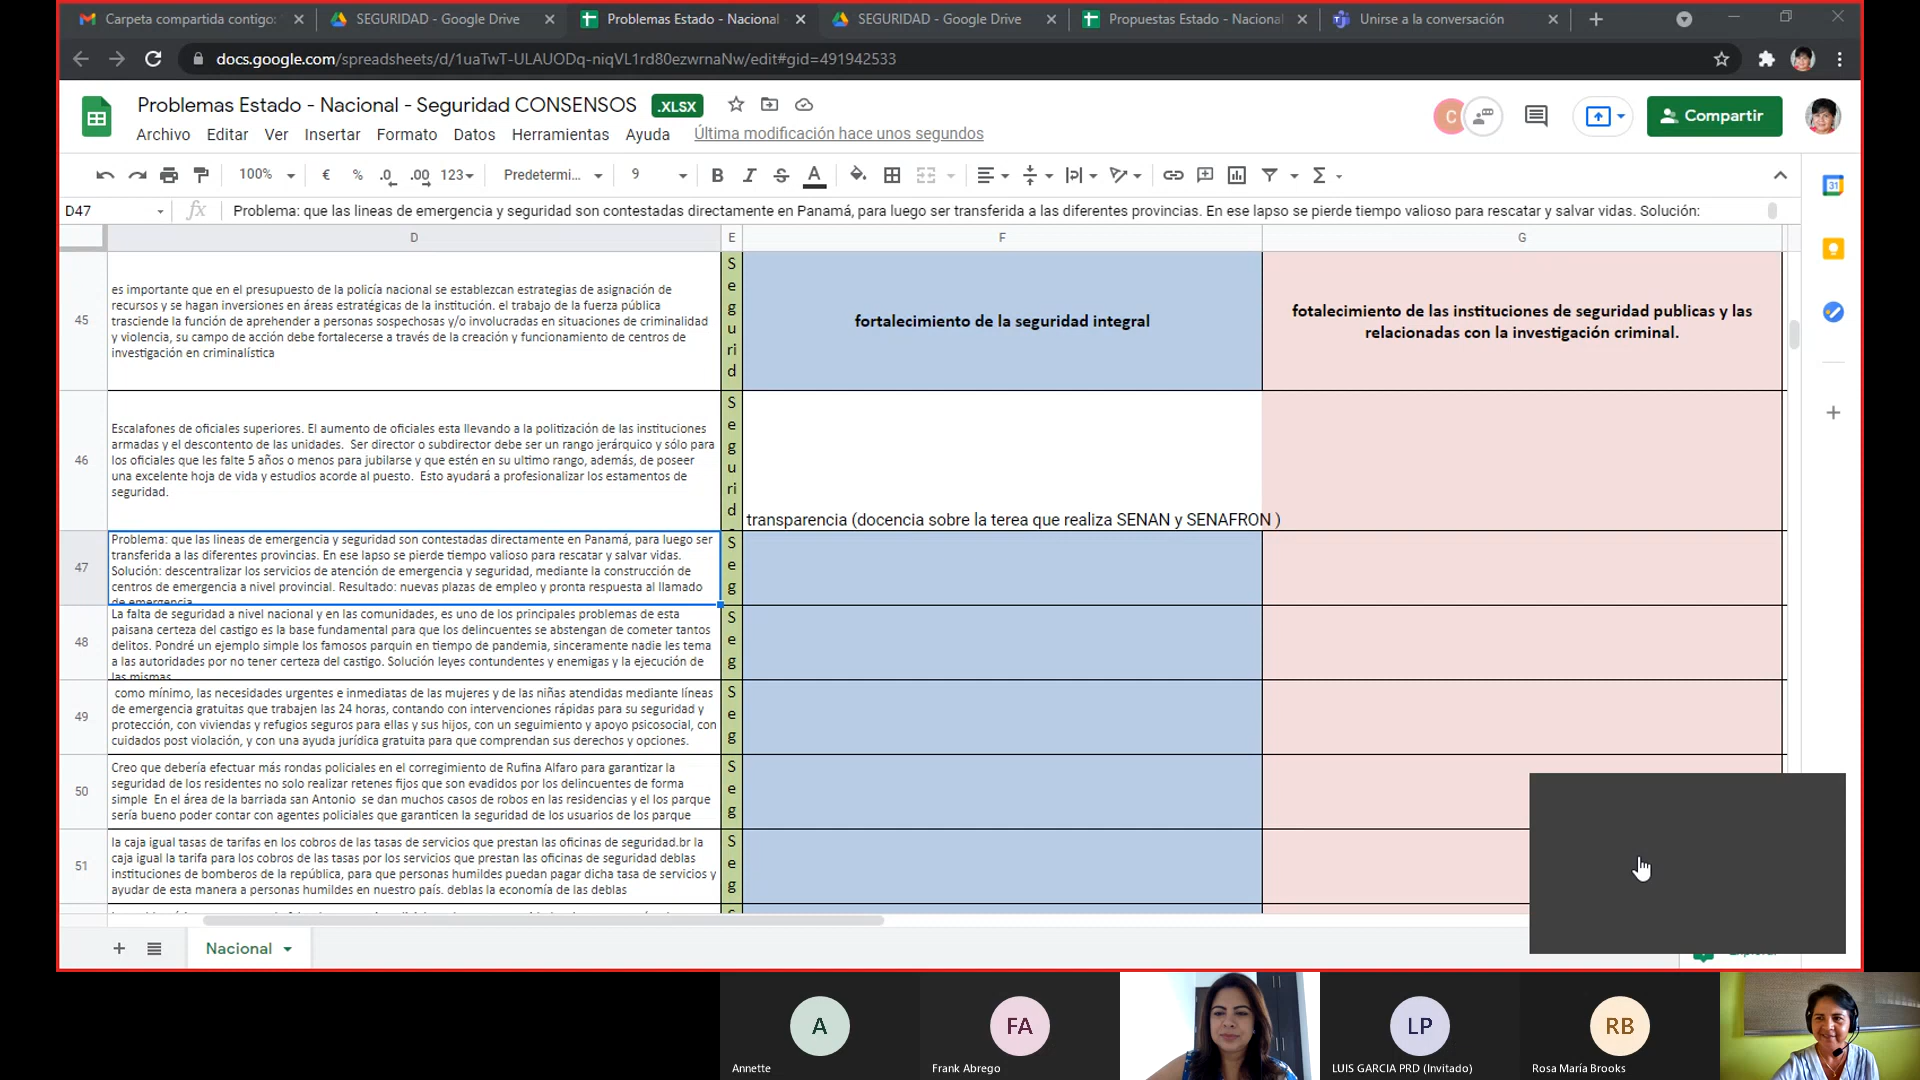 Carpeta compartida contigo:
SEGURIDAD - Google Drive
Problemas Estado - Nacional
SEGURIDAD - Google Drive
Propuestas Estado - Nacional
Unirse a la conversación
docs.google.com/spreadsheets/d/1uaTwT-ULAUODq-niqVL1rd80ezwrnaNw/edit#gid=491942533
Problemas Estado - Nacional - Seguridad CONSENSOS .XLSX
Archivo Editar Ver Insertar Formato Datos Herramientas Ayuda Última modificación hace unos segundos
C
Compartir
100% € % .0 .00 123 Predetermi... 9 B I S A Σ
31
D47 fx Problema: que las lineas de emergencia y seguridad son contestadas directamente en Panamá, para luego ser transferida a las diferentes provincias. En ese lapso se pierde tiempo valioso para rescatar y salvar vidas. Solución:
D E F G
45
es importante que en el presupuesto de la policía nacional se establezcan estrategias de asignación de
recursos y se hagan inversiones en áreas estratégicas de la institución. el trabajo de la fuerza pública
trasciende la función de aprehender a personas sospechosas y/o involucradas en situaciones de criminalidad
y violencia, su campo de acción debe fortalecerse a través de la creación y funcionamiento de centros de
investigación en criminalística
S
e
g
u
ri
d
fortalecimiento de la seguridad integral
fotalecimiento de las instituciones de seguridad publicas y las
relacionadas con la investigación criminal.
46
Escalafones de oficiales superiores. El aumento de oficiales esta llevando a la politización de las instituciones
armadas y el descontento de las unidades. Ser director o subdirector debe ser un rango jerárquico y sólo para
los oficiales que les falte 5 años o menos para jubilarse y que estén en su ultimo rango, además, de poseer
una excelente hoja de vida y estudios acorde al puesto. Esto ayudará a profesionalizar los estamentos de
seguridad.
S
e
g
u
ri
d
transparencia (docencia sobre la terea que realiza SENAN y SENAFRON )
47
Problema: que las lineas de emergencia y seguridad son contestadas directamente en Panamá, para luego ser
transferida a las diferentes provincias. En ese lapso se pierde tiempo valioso para rescatar y salvar vidas.
Solución: descentralizar los servicios de atención de emergencia y seguridad, mediante la construcción de
centros de emergencia a nivel provincial. Resultado: nuevas plazas de empleo y pronta respuesta al llamado
de emergencia
S
e
g
48
La falta de seguridad a nivel nacional y en las comunidades, es uno de los principales problemas de esta
paisana certeza del castigo es la base fundamental para que los delincuentes se abstengan de cometer tantos
delitos. Pondré un ejemplo simple los famosos parquin en tiempo de pandemia, sinceramente nadie les tema
a las autoridades por no tener certeza del castigo. Solución leyes contundentes y enemigas y la ejecución de
las mismas
S
e
g
49
como mínimo, las necesidades urgentes e inmediatas de las mujeres y de las niñas atendidas mediante líneas
de emergencia gratuitas que trabajen las 24 horas, contando con intervenciones rápidas para su seguridad y
protección, con viviendas y refugios seguros para ellas y sus hijos, con un seguimiento y apoyo psicosocial, con
cuidados post violación, y con una ayuda jurídica gratuita para que comprendan sus derechos y opciones.
S
e
g
50
Creo que debería efectuar más rondas policiales en el corregimiento de Rufina Alfaro para garantizar la
seguridad de los residentes no solo realizar retenes fijos que son evadidos por los delincuentes de forma
simple En el área de la barriada san Antonio se dan muchos casos de robos en las residencias y el los parque
sería bueno poder contar con agentes policiales que garanticen la seguridad de los usuarios de los parque
S
e
g
51
la caja igual tasas de tarifas en los cobros de las tasas de servicios que prestan las oficinas de seguridad.br la
caja igual la tarifa para los cobros de las tasas por los servicios que prestan las oficinas de seguridad deblas
instituciones de bomberos de la república, para que personas humildes puedan pagar dicha tasa de servicios y
ayudar de esta manera a personas humildes en nuestro país. deblas la economía de las deblas
S
e
g
Nacional
A
Annette
FA
Frank Abrego
LP
LUIS GARCIA PRD (Invitado)
RB
Rosa María Brooks